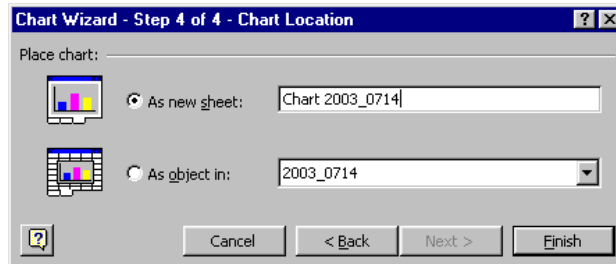 Chart Wizard - Step 4 of 4 - Chart Location
Place chart:
As new sheet: Chart 2003_0714
As object in: 2003_0714
Cancel < Back Next > Finish